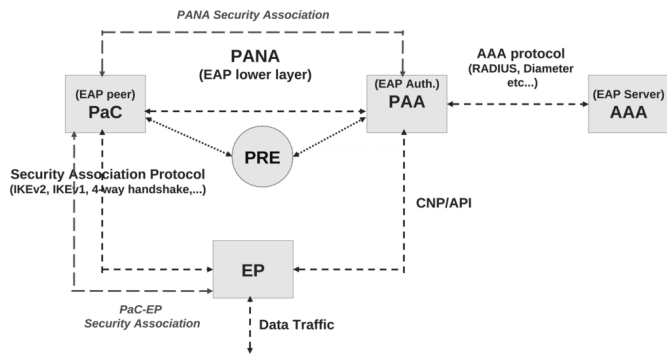 PANA Security Association
PANA
(EAP lower layer)
AAA protocol
(RADIUS, Diameter
etc...)
(EAP peer)
PaC
(EAP Auth.)
PAA
(EAP Server)
AAA
PRE
Security Association Protocol
(IKEv2, IKEv1, 4-way handshake,...)
CNP/API
EP
PaC-EP
Security Association
Data Traffic